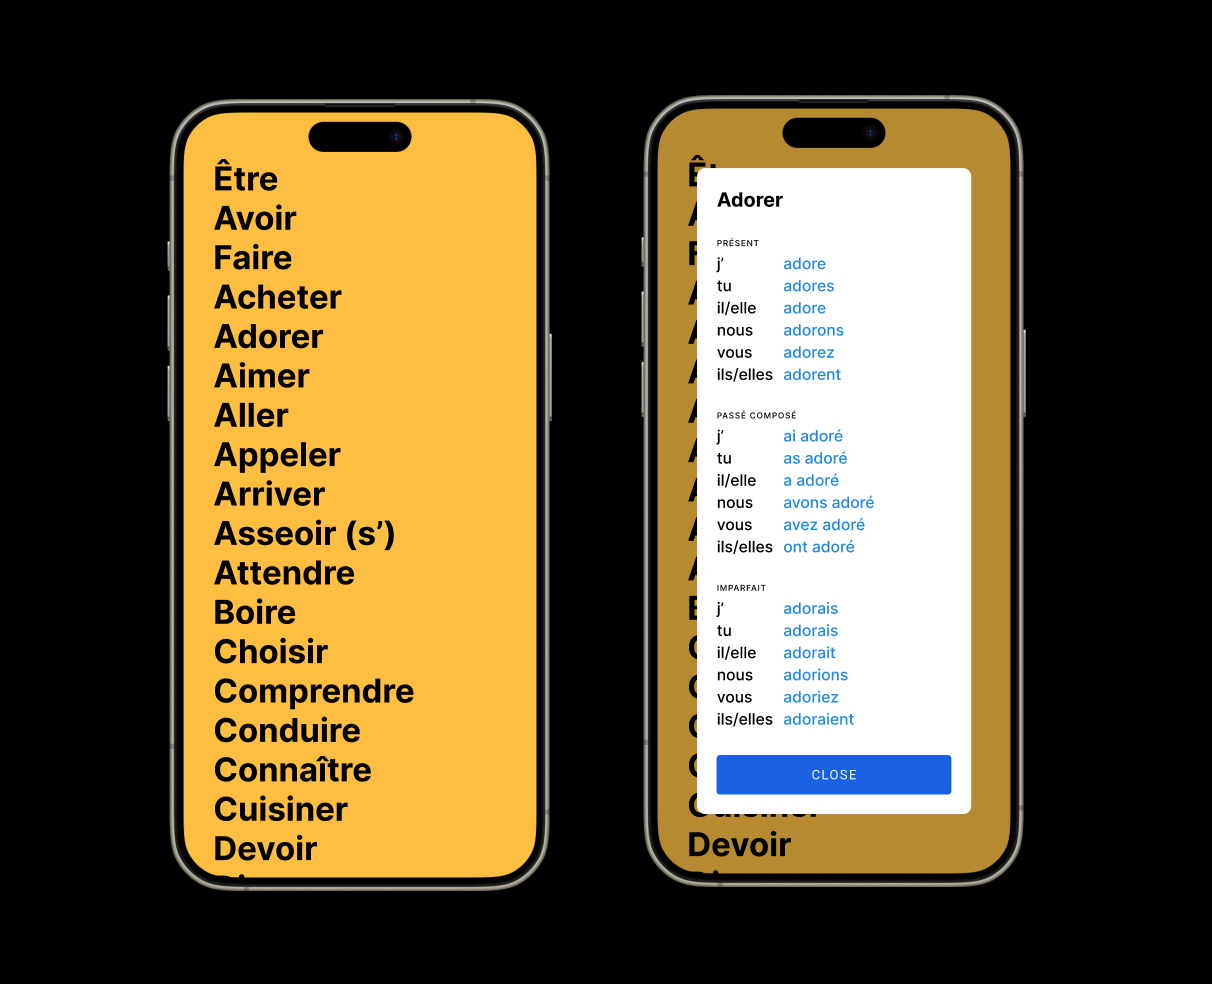 Être
Avoir
Faire
Acheter
Adorer
Aimer
Aller
Appeler
Arriver
Asseoir (s’)
Attendre
Boire
Choisir
Comprendre
Conduire
Connaître
Cuisiner
Devoir
Adorer
PRÉSENT
j’ adore
tu adores
il/elle adore
nous adorons
vous adorez
ils/elles adorent
PASSÉ COMPOSÉ
j’ ai adoré
tu as adoré
il/elle a adoré
nous avons adoré
vous avez adoré
ils/elles ont adoré
IMPARFAIT
j’ adorais
tu adorais
il/elle adorait
nous adorions
vous adoriez
ils/elles adoraient
CLOSE
Devoir